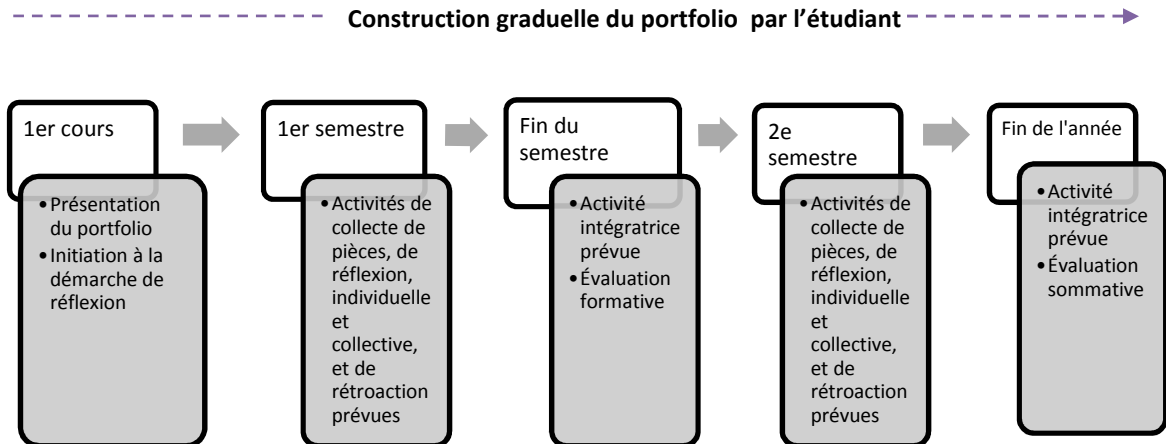 Construction graduelle du portfolio par l’étudiant
1er cours
•Présentation
du portfolio
•Initiation à la
démarche de
réflexion
1er semestre
•Activités de
collecte de
pièces, de
réflexion,
individuelle
et
collective,
et de
rétroaction
prévues
Fin du
semestre
•Activité
intégratrice
prévue
•Évaluation
formative
2e
semestre
•Activités de
collecte de
pièces, de
réflexion,
individuelle
et
collective,
et de
rétroaction
prévues
Fin de l'année
•Activité
intégratrice
prévue
•Évaluation
sommative